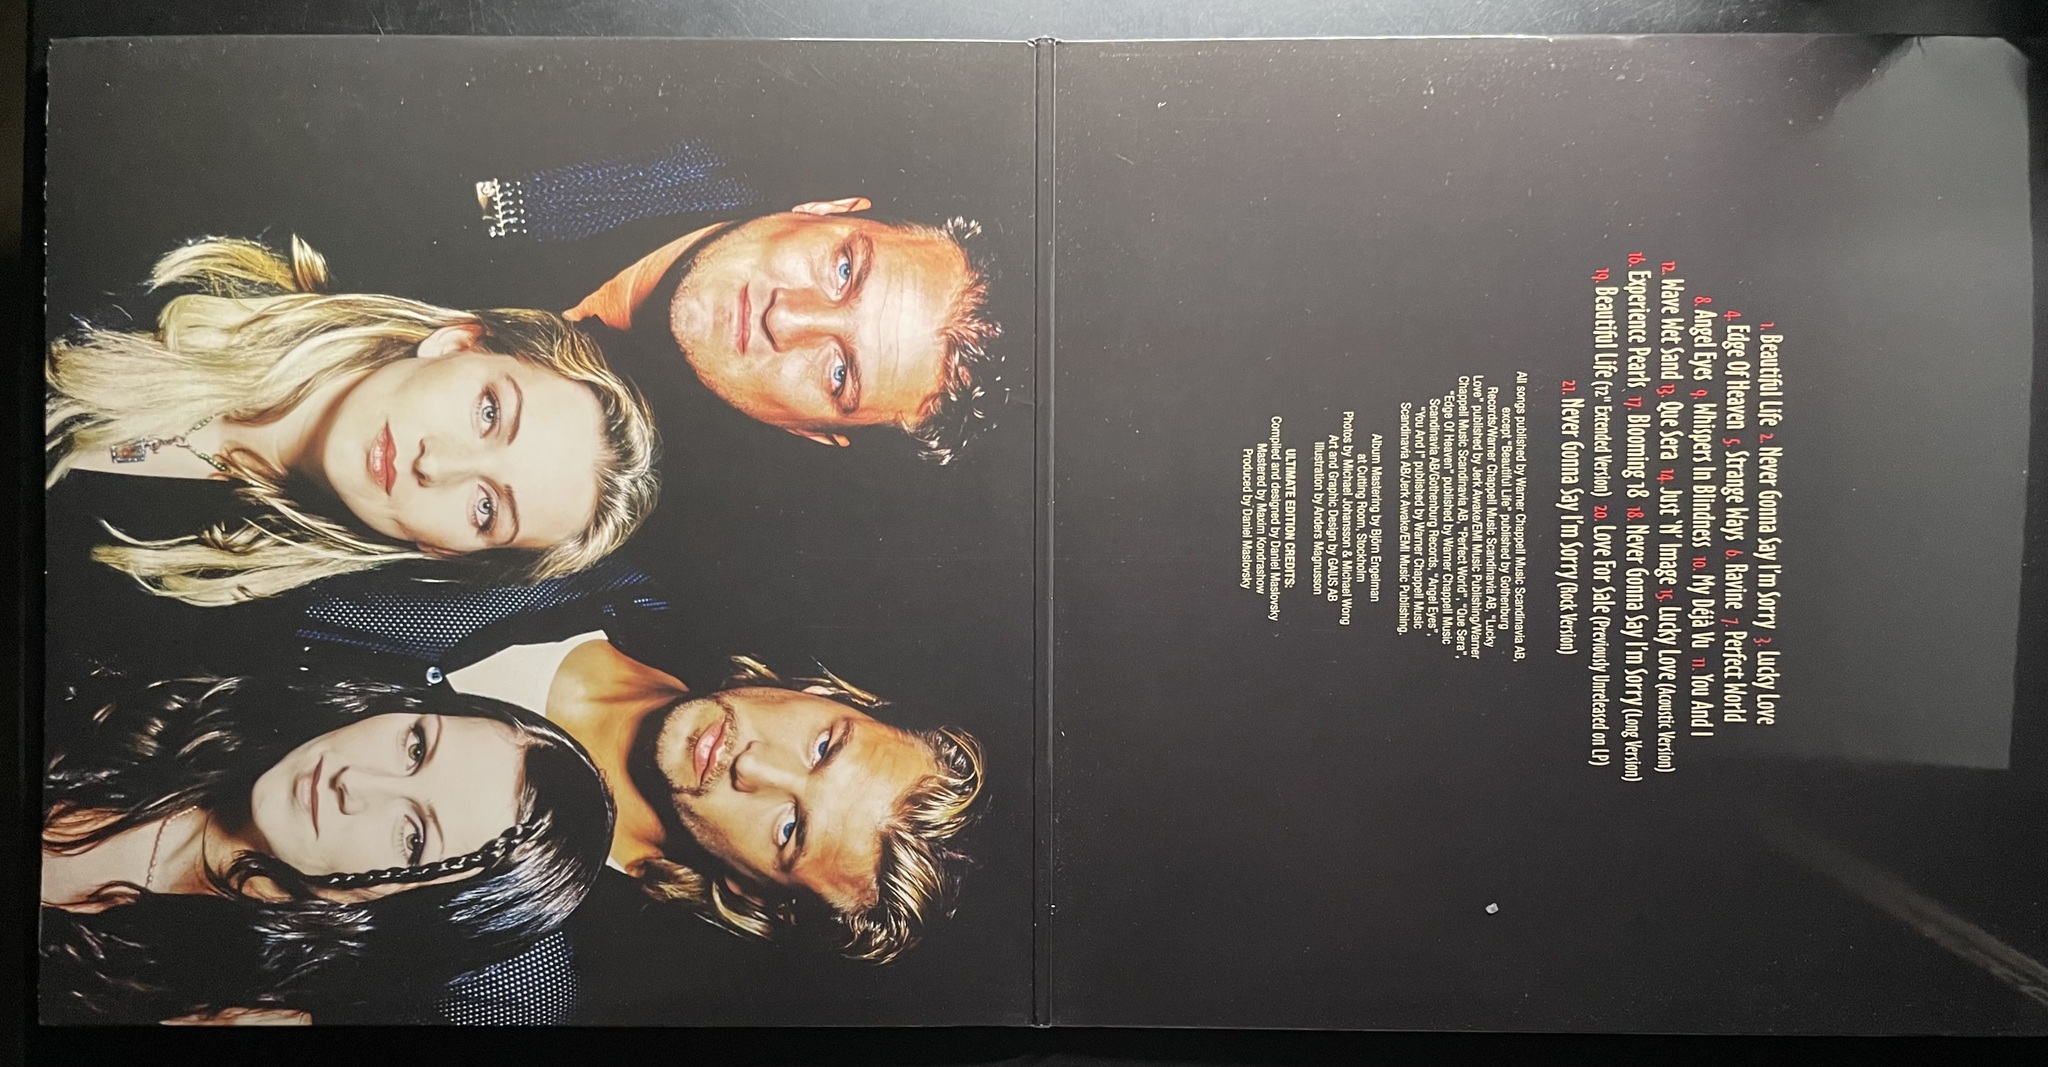 1. Beautiful Life 2. Never Gonna Say I'm Sorry 3. Lucky Love
4. Edge Of Heaven 5. Strange Ways 6. Ravine 7. Perfect World
8. Angel Eyes 9. Whispers In Blindness 10. My Déjà Vu 11. You And I
12. Wave Wet Sand 13. Que Sera 14. Just 'N' Image 15. Lucky Love (Acoustic Version)
16. Experience Pearls 17. Blooming 18 18. Never Gonna Say I'm Sorry (Long Version)
19. Beautiful Life (12" Extended Version) 20. Love For Sale (Previously Unreleased on LP)
21. Never Gonna Say I'm Sorry (Rock Version)
All songs published by Warner Chappell Music Scandinavia AB,
except "Beautiful Life" published by Gothenburg
Records/Warner Chappell Music Scandinavia AB, "Lucky
Love" published by Jerk Awake/EMI Music Publishing/Warner
Chappell Music Scandinavia AB, "Perfect World", "Que Sera",
"Edge Of Heaven" published by Warner Chappell Music
Scandinavia AB/Gothenburg Records, "Angel Eyes",
"You And I" published by Warner Chappell Music
Scandinavia AB/Jerk Awake/EMI Music Publishing.
Album Mastering by Björn Engelman
at Cutting Room, Stockholm
Photos by Michael Johansson & Michael Wong
Art and Graphic Design by GAIUS AB
Illustration by Anders Magnusson
ULTIMATE EDITION CREDITS:
Compiled and designed by Daniel Maslovsky
Mastered by Maxim Kondrashow
Produced by Daniel Maslovsky